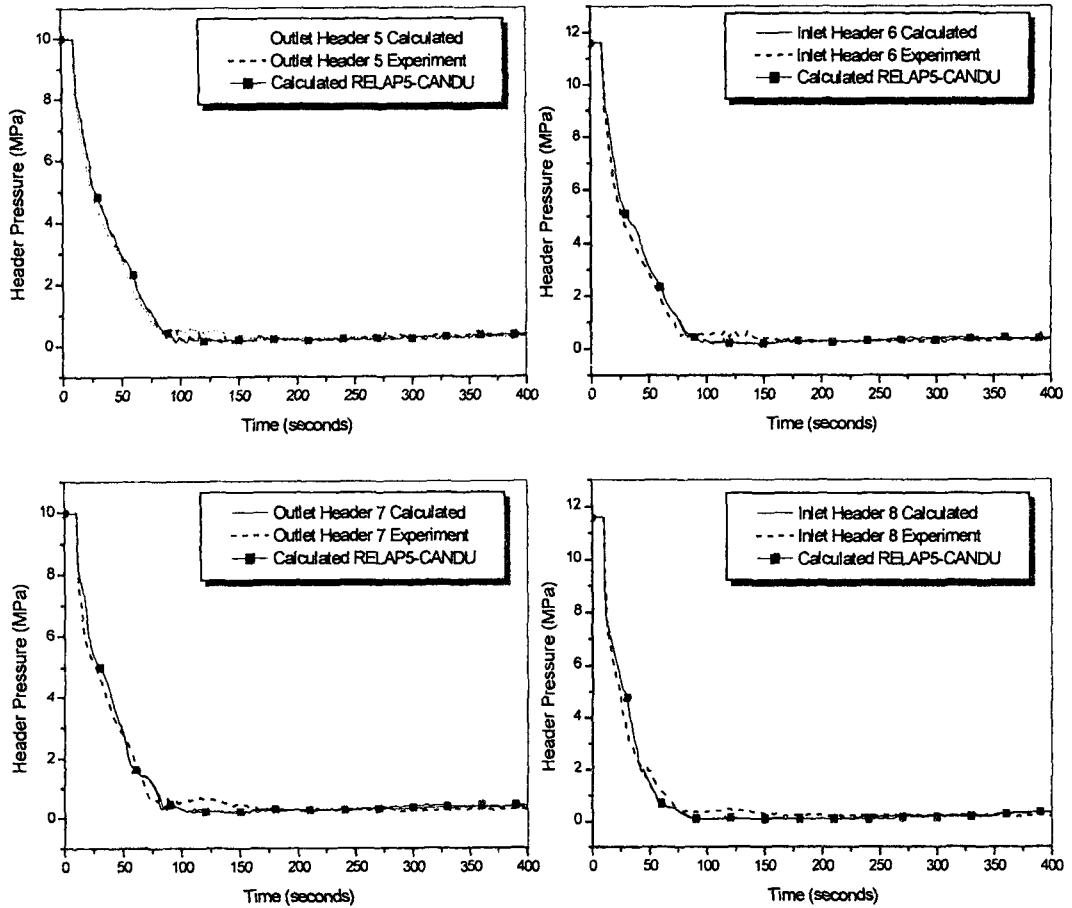 Outlet Header 5 Calculated
Outlet Header 5 Experiment
Calculated RELAP5-CANDU
Header Pressure (MPa)
10
8
6
4
2
0
0 50 100 150 200 250 300 350 400
Time (seconds)
Inlet Header 6 Calculated
Inlet Header 6 Experiment
Calculated RELAP5-CANDU
Header Pressure (MPa)
12
10
8
6
4
2
0
0 50 100 150 200 250 300 350 400
Time (seconds)
Outlet Header 7 Calculated
Outlet Header 7 Experiment
Calculated RELAP5-CANDU
Header Pressure (MPa)
10
8
6
4
2
0
0 50 100 150 200 250 300 350 400
Time (seconds)
Inlet Header 8 Calculated
Inlet Header 8 Experiment
Calculated RELAP5-CANDU
Header Pressure (MPa)
12
10
8
6
4
2
0
0 50 100 150 200 250 300 350 400
Time (seconds)